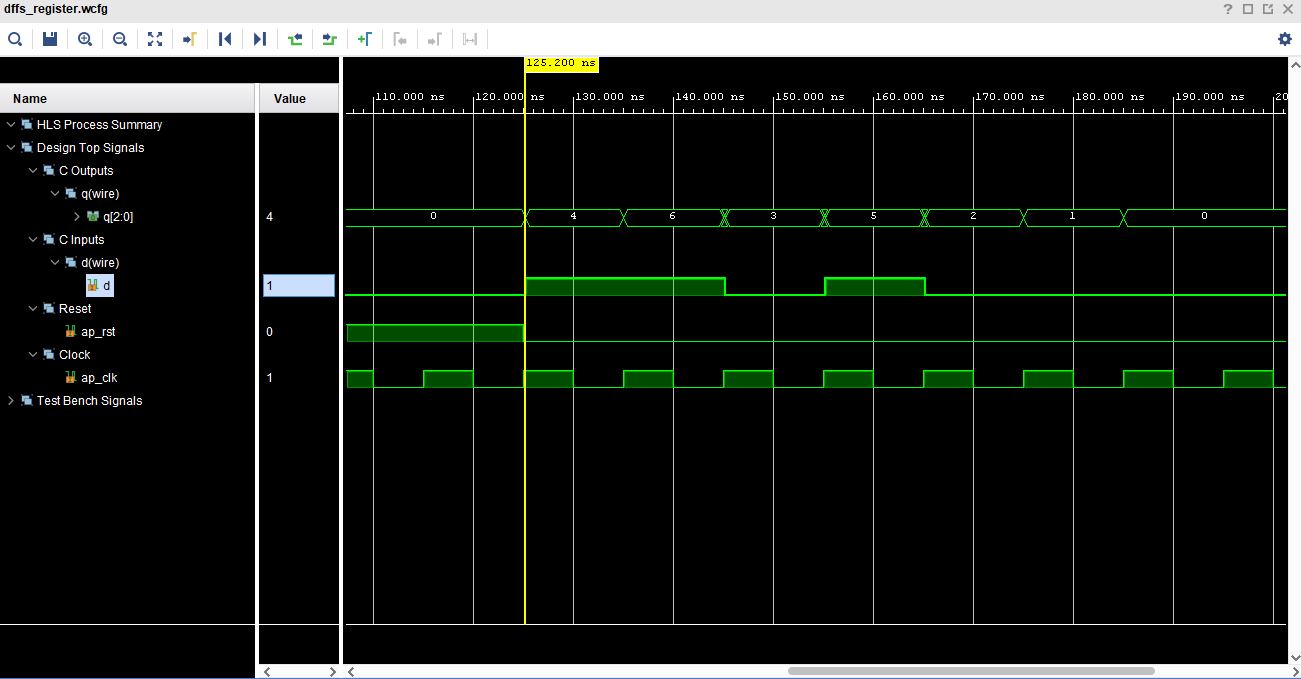 dffs_register.wcfg
125.200 ns
Name Value
110.000 ns 120.000 ns 130.000 ns 140.000 ns 150.000 ns 160.000 ns 170.000 ns 180.000 ns 190.000 ns 20
HLS Process Summary
Design Top Signals
C Outputs
q(wire)
q[2:0] 4 0 4 6 3 5 2 1 0
C Inputs
d(wire)
d 1
Reset
ap_rst 0
Clock
ap_clk 1
Test Bench Signals